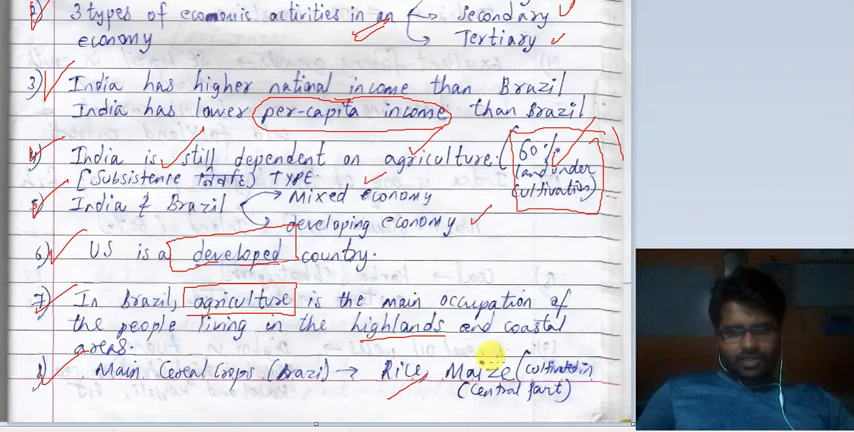 2) 3 types of economic activities in an Secondary
economy Tertiary
3) India has higher national income than Brazil
India has lower per-capita income than Brazil
4) India is still dependent on agriculture. (60%
[Subsistence निर्वाह) TYPE. land under
cultivation)
5) India & Brazil → Mixed economy
→ developing economy
6) US is a developed country.
7) In Brazil, agriculture is the main occupation of
the people living in the highlands and coastal
areas.
8) Main Cereal Crops (Brazil) → Rice, Maize (cultivated in
(central part)